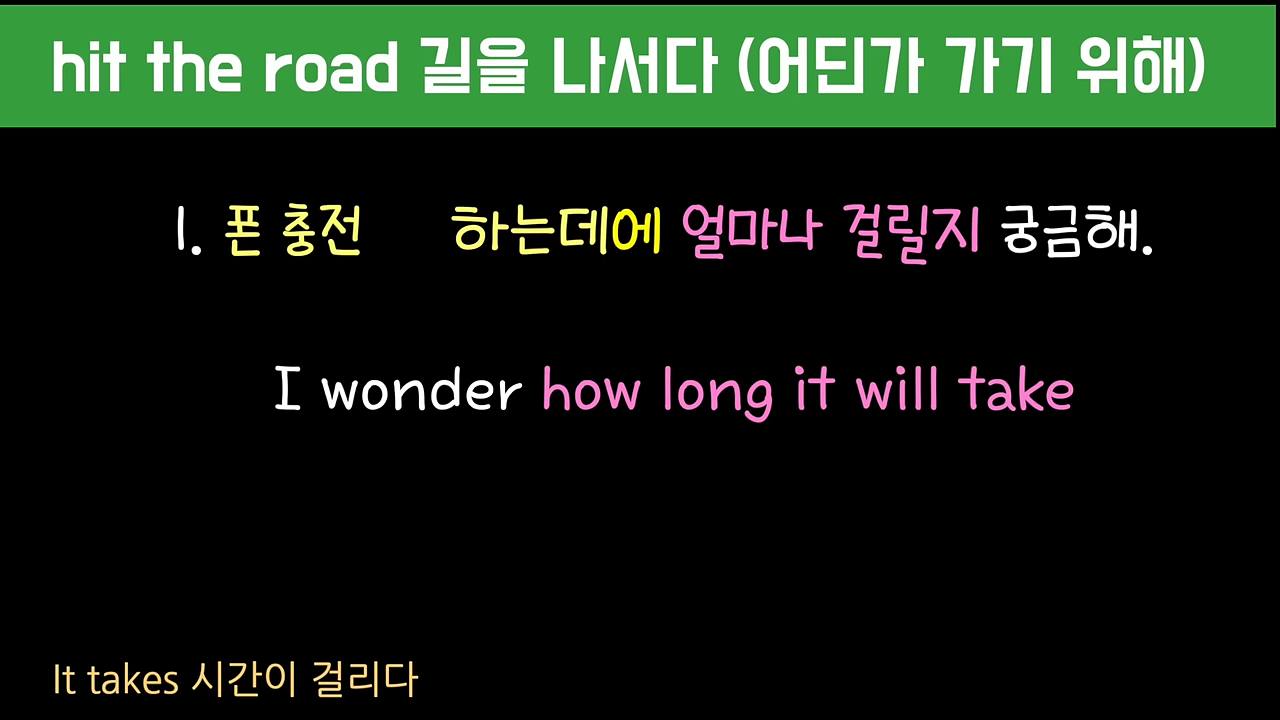 hit the road 길을 나서다 (어딘가 가기 위해)
1. 폰 충전 하는데에 얼마나 걸릴지 궁금해.
I wonder how long it will take
It takes 시간이 걸리다